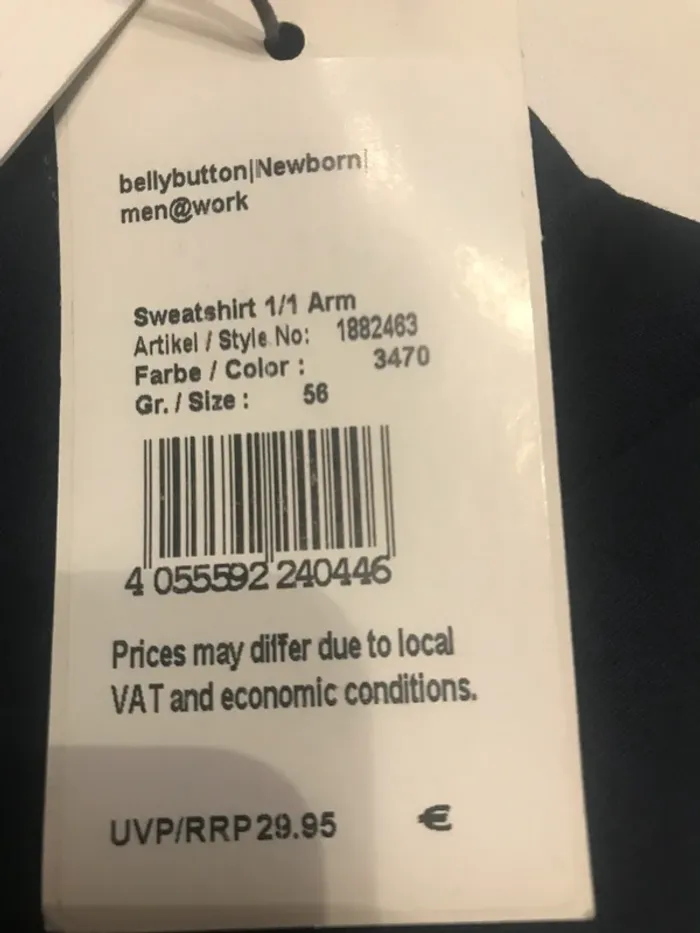 bellybutton|Newborn|
men@work
Sweatshirt 1/1 Arm
Artikel / Style No: 1882463
Farbe / Color : 3470
Gr. / Size : 56
4 055592 240446
Prices may differ due to local
VAT and economic conditions.
UVP/RRP 29.95 €